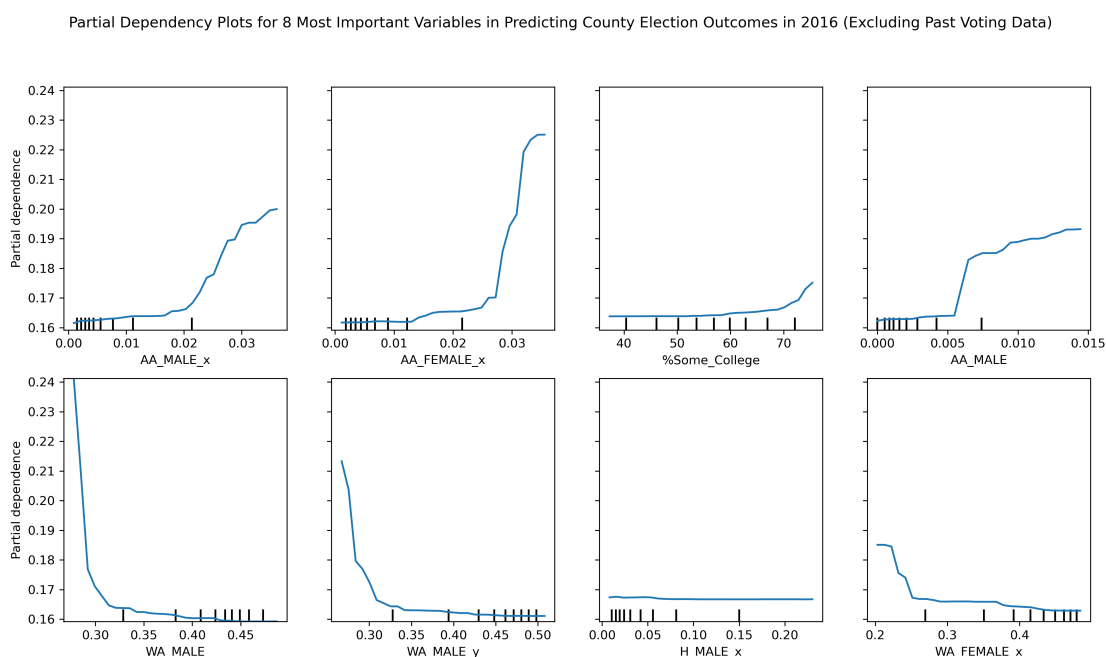 Partial Dependency Plots for 8 Most Important Variables in Predicting County Election Outcomes in 2016 (Excluding Past Voting Data)
0.24
0.23
0.22
0.21
0.20
0.19
0.18
0.17
0.16
Partial dependence
0.00 0.01 0.02 0.03
AA_MALE_x
0.00 0.01 0.02 0.03
AA_FEMALE_x
40 50 60 70
%Some_College
0.000 0.005 0.010 0.015
AA_MALE
0.24
0.23
0.22
0.21
0.20
0.19
0.18
0.17
0.16
Partial dependence
0.30 0.35 0.40 0.45
WA_MALE
0.30 0.35 0.40 0.45 0.50
WA_MALE_y
0.00 0.05 0.10 0.15 0.20
H_MALE_x
0.2 0.4
WA_FEMALE_x